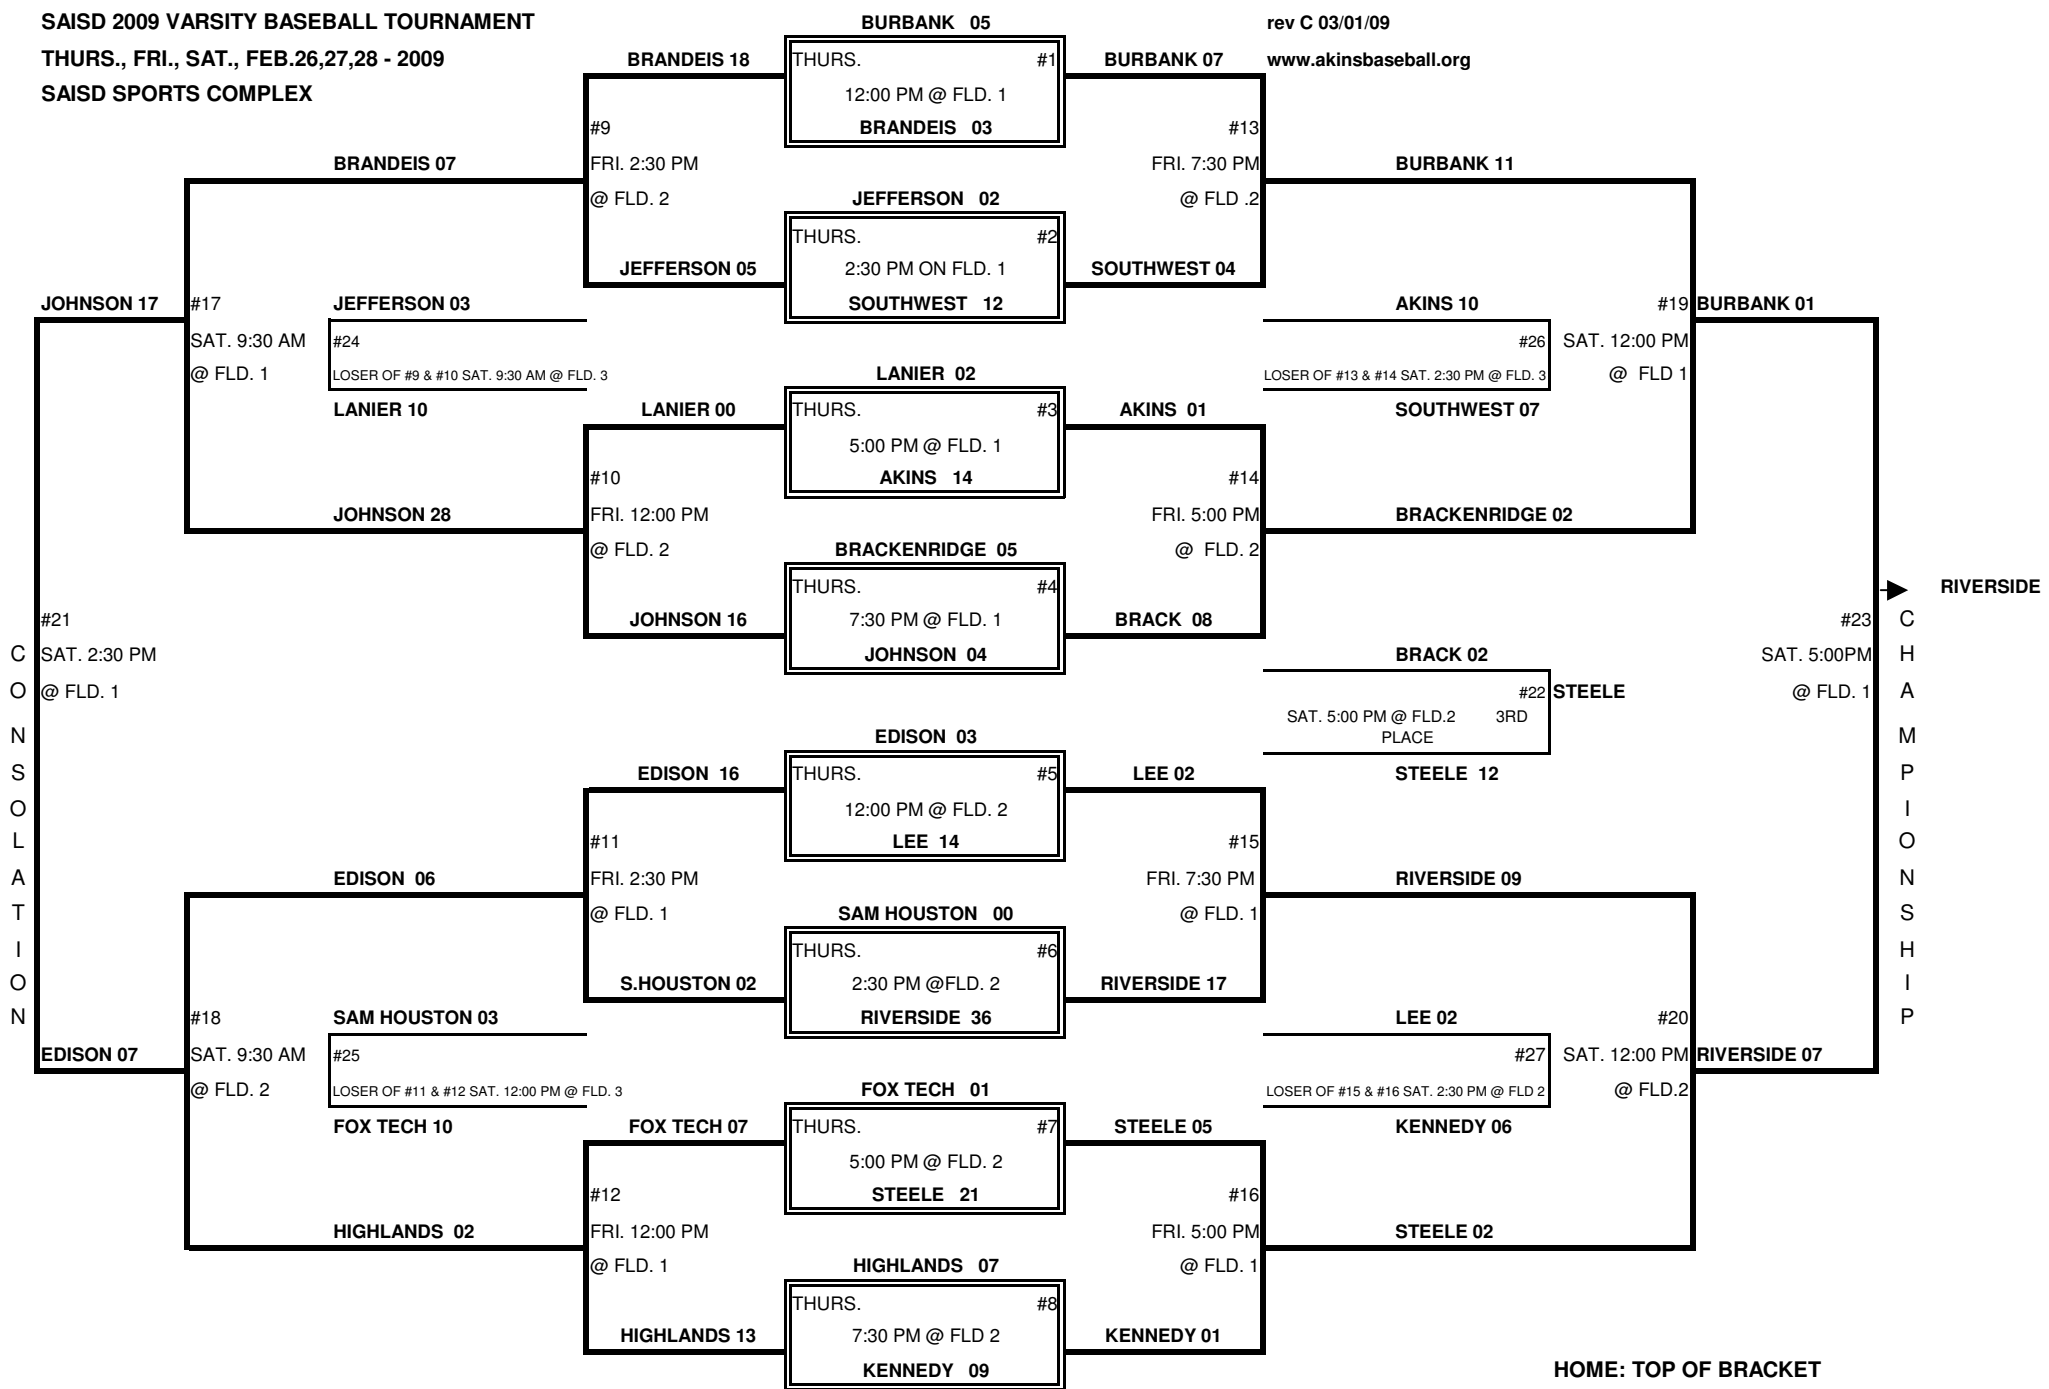 SAISD 2009 VARSITY BASEBALL TOURNAMENT
THURS., FRI., SAT., FEB.26,27,28 - 2009
SAISD SPORTS COMPLEX
rev C 03/01/09
www.akinsbaseball.org
BURBANK 05
THURS. #1
12:00 PM @ FLD. 1
BRANDEIS 03
JEFFERSON 02
THURS. #2
2:30 PM ON FLD. 1
SOUTHWEST 12
LANIER 02
THURS. #3
5:00 PM @ FLD. 1
AKINS 14
BRACKENRIDGE 05
THURS. #4
7:30 PM @ FLD. 1
JOHNSON 04
EDISON 03
THURS. #5
12:00 PM @ FLD. 2
LEE 14
SAM HOUSTON 00
THURS. #6
2:30 PM @FLD. 2
RIVERSIDE 36
FOX TECH 01
THURS. #7
5:00 PM @ FLD. 2
STEELE 21
HIGHLANDS 07
THURS. #8
7:30 PM @ FLD 2
KENNEDY 09
BRANDEIS 18
#9
FRI. 2:30 PM
@ FLD. 2
JEFFERSON 05
LANIER 00
#10
FRI. 12:00 PM
@ FLD. 2
JOHNSON 16
EDISON 16
#11
FRI. 2:30 PM
@ FLD. 1
S.HOUSTON 02
FOX TECH 07
#12
FRI. 12:00 PM
@ FLD. 1
HIGHLANDS 13
BRANDEIS 07
#17
SAT. 9:30 AM
@ FLD. 1
JOHNSON 28
JEFFERSON 03
#24
LOSER OF #9 & #10 SAT. 9:30 AM @ FLD. 3
LANIER 10
EDISON 06
#18
SAT. 9:30 AM
@ FLD. 2
HIGHLANDS 02
SAM HOUSTON 03
#25
LOSER OF #11 & #12 SAT. 12:00 PM @ FLD. 3
FOX TECH 10
JOHNSON 17
#21
SAT. 2:30 PM
@ FLD. 1
EDISON 07
CONSOLATION
BURBANK 07
#13
FRI. 7:30 PM
@ FLD .2
SOUTHWEST 04
AKINS 01
#14
FRI. 5:00 PM
@ FLD. 2
BRACK 08
LEE 02
#15
FRI. 7:30 PM
@ FLD. 1
RIVERSIDE 17
STEELE 05
#16
FRI. 5:00 PM
@ FLD. 1
KENNEDY 01
BURBANK 11
#19
SAT. 12:00 PM
@ FLD 1
BRACKENRIDGE 02
AKINS 10
#26
LOSER OF #13 & #14 SAT. 2:30 PM @ FLD. 3
SOUTHWEST 07
BRACK 02
#22
STEELE
SAT. 5:00 PM @ FLD.2 3RD
PLACE
STEELE 12
RIVERSIDE 09
#20
SAT. 12:00 PM
@ FLD.2
STEELE 02
LEE 02
#27
LOSER OF #15 & #16 SAT. 2:30 PM @ FLD 2
KENNEDY 06
BURBANK 01
#23
SAT. 5:00PM
@ FLD. 1
RIVERSIDE 07
RIVERSIDE
CHAMPIONSHIP
HOME: TOP OF BRACKET